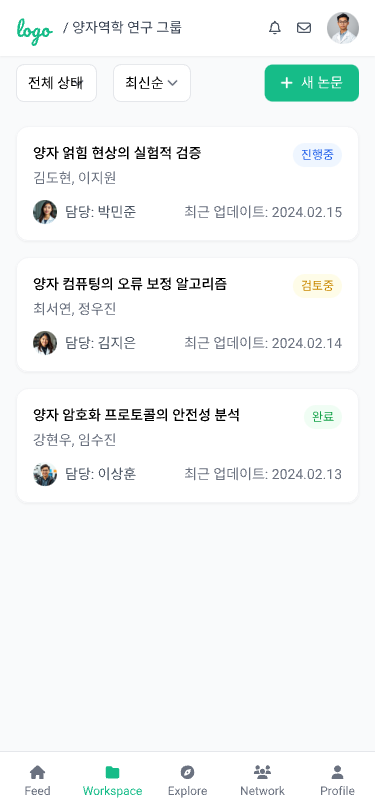 logo / 양자역학 연구 그룹
전체 상태 최신순 + 새 논문
양자 얽힘 현상의 실험적 검증 진행중
김도현, 이지원
담당: 박민준 최근 업데이트: 2024.02.15
양자 컴퓨팅의 오류 보정 알고리즘 검토중
최서연, 정우진
담당: 김지은 최근 업데이트: 2024.02.14
양자 암호화 프로토콜의 안전성 분석 완료
강현우, 임수진
담당: 이상훈 최근 업데이트: 2024.02.13
Feed Workspace Explore Network Profile